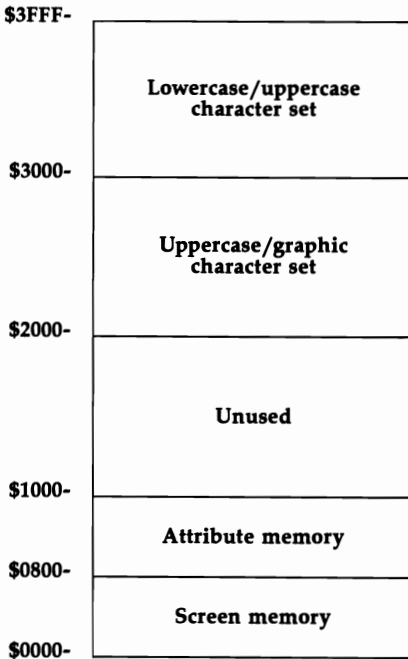 $3FFF-
Lowercase/uppercase
character set
$3000-
Uppercase/graphic
character set
$2000-
Unused
$1000-
Attribute memory
$0800-
Screen memory
$0000-